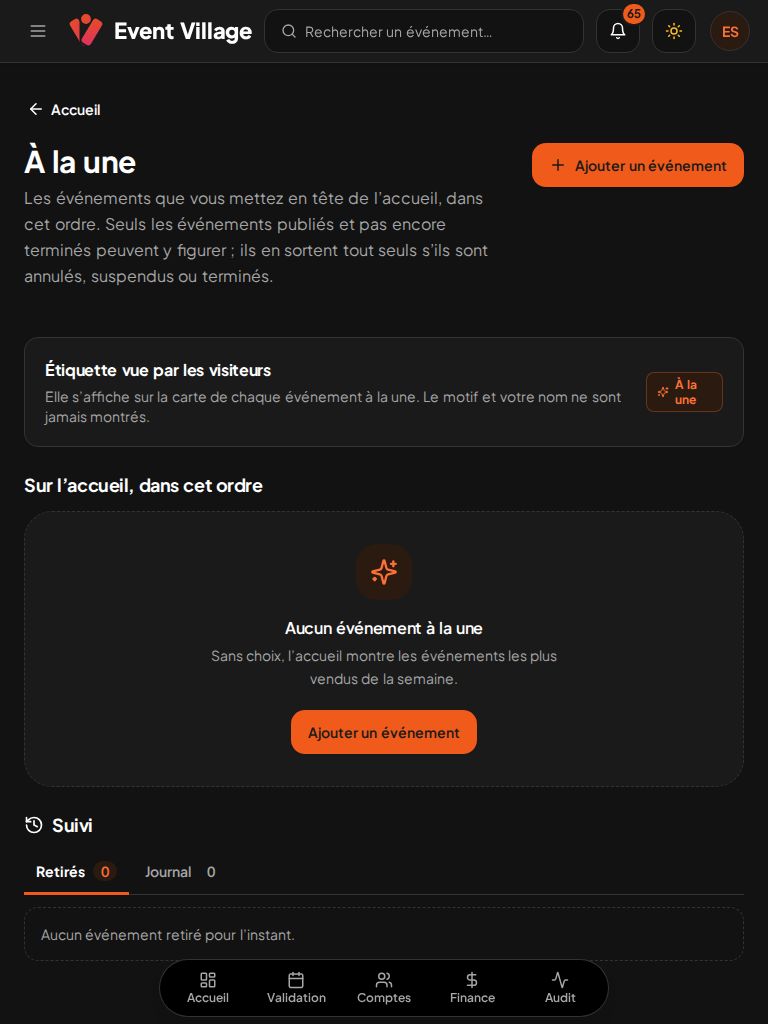 Event Village
Rechercher un événement…
65
ES
Accueil
À la une
Ajouter un événement
Les événements que vous mettez en tête de l’accueil, dans
cet ordre. Seuls les événements publiés et pas encore
terminés peuvent y figurer ; ils en sortent tout seuls s’ils sont
annulés, suspendus ou terminés.
Étiquette vue par les visiteurs
Elle s’affiche sur la carte de chaque événement à la une. Le motif et votre nom ne sont
jamais montrés.
À la
une
Sur l’accueil, dans cet ordre
Aucun événement à la une
Sans choix, l’accueil montre les événements les plus
vendus de la semaine.
Ajouter un événement
Suivi
Retirés 0
Journal 0
Aucun événement retiré pour l’instant.
Accueil
Validation
Comptes
Finance
Audit